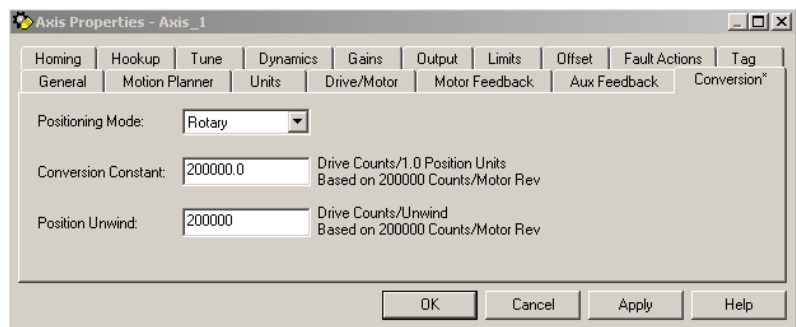 Axis Properties - Axis_1
Homing Hookup Tune Dynamics Gains Output Limits Offset Fault Actions Tag
General Motion Planner Units Drive/Motor Motor Feedback Aux Feedback Conversion*
Positioning Mode: Rotary
Conversion Constant: 200000.0 Drive Counts/1.0 Position Units
Based on 200000 Counts/Motor Rev
Position Unwind: 200000 Drive Counts/Unwind
Based on 200000 Counts/Motor Rev
OK Cancel Apply Help